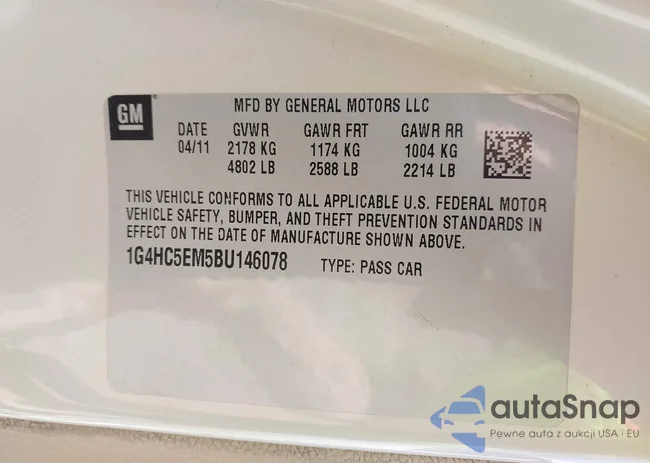 GM
MFD BY GENERAL MOTORS LLC
DATE GVWR GAWR FRT GAWR RR
04/11 2178 KG 1174 KG 1004 KG
4802 LB 2588 LB 2214 LB
THIS VEHICLE CONFORMS TO ALL APPLICABLE U.S. FEDERAL MOTOR
VEHICLE SAFETY, BUMPER, AND THEFT PREVENTION STANDARDS IN
EFFECT ON THE DATE OF MANUFACTURE SHOWN ABOVE.
1G4HC5EM5BU146078 TYPE: PASS CAR
autaSnap
Pewne auta z aukcji USA i EU